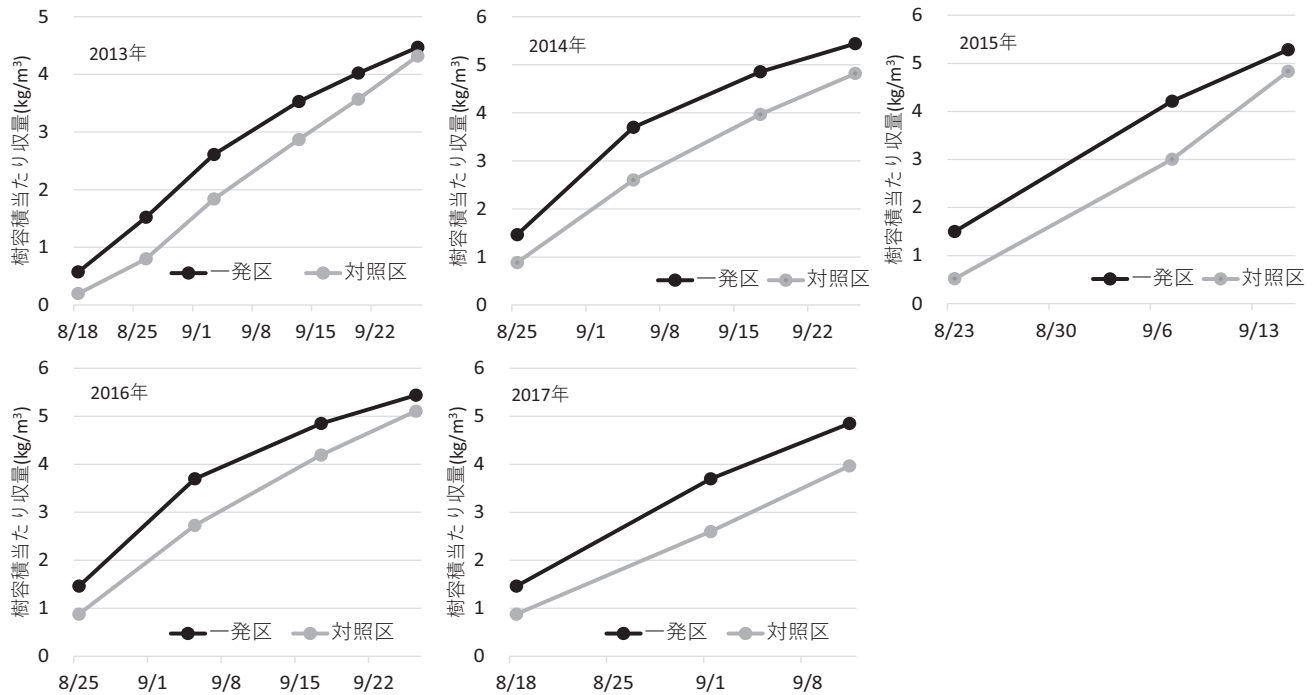 2013年
樹容積当たり収量(kg/m³)
5
4
3
2
1
0
一発区 対照区
8/18 8/25 9/1 9/8 9/15 9/22
2014年
樹容積当たり収量(kg/m³)
6
5
4
3
2
1
0
一発区 対照区
8/25 9/1 9/8 9/15 9/22
2015年
樹容積当たり収量(kg/m³)
6
5
4
3
2
1
0
一発区 対照区
8/23 8/30 9/6 9/13
2016年
樹容積当たり収量(kg/m³)
6
5
4
3
2
1
0
一発区 対照区
8/25 9/1 9/8 9/15 9/22
2017年
樹容積当たり収量(kg/m³)
6
5
4
3
2
1
0
一発区 対照区
8/18 8/25 9/1 9/8